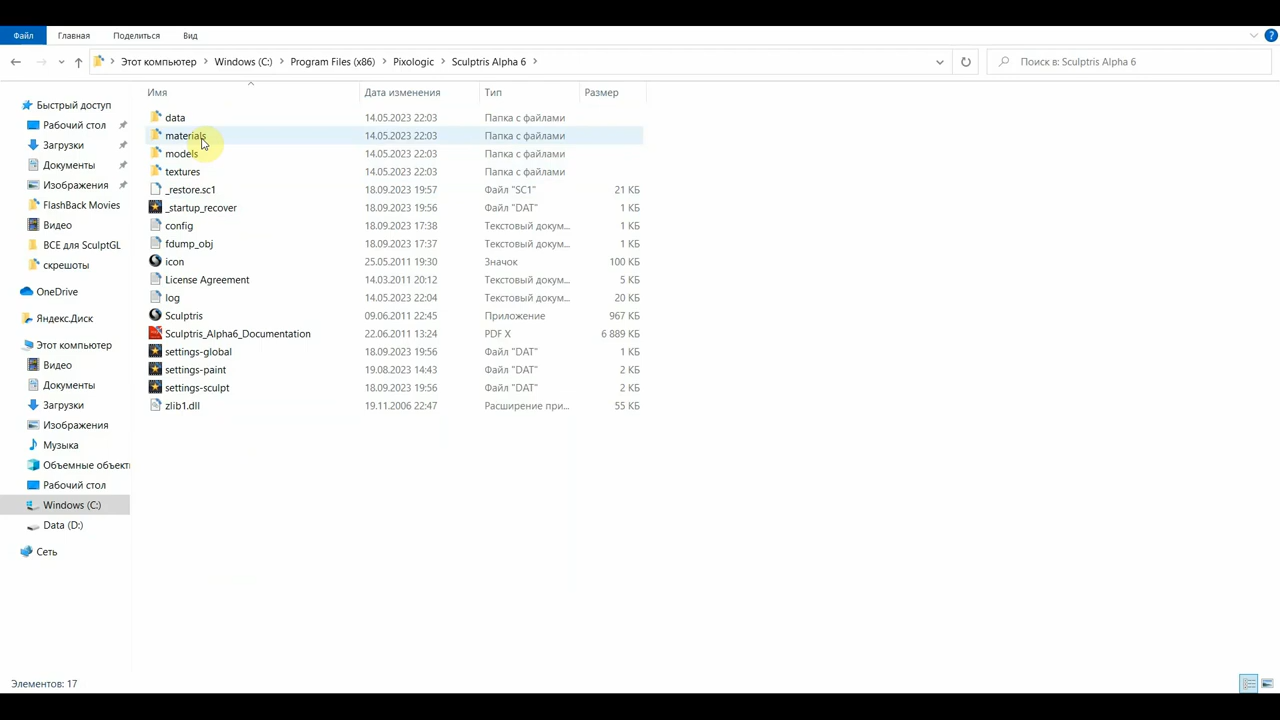 Файл Главная Поделиться Вид
Этот компьютер Windows (C:) Program Files (x86) Pixologic Sculptris Alpha 6 Поиск в: Sculptris Alpha 6
Имя Дата изменения Тип Размер
Быстрый доступ
Рабочий стол
Загрузки
Документы
Изображения
FlashBack Movies
Видео
ВСЕ для SculptGL
скрешоты
OneDrive
Яндекс.Диск
Этот компьютер
Видео
Документы
Загрузки
Изображения
Музыка
Объемные объект
Рабочий стол
Windows (C:)
Data (D:)
Сеть
data 14.05.2023 22:03 Папка с файлами
materials 14.05.2023 22:03 Папка с файлами
models 14.05.2023 22:03 Папка с файлами
textures 14.05.2023 22:03 Папка с файлами
_restore.sc1 18.09.2023 19:57 Файл "SC1" 21 КБ
_startup_recover 18.09.2023 19:56 Файл "DAT" 1 КБ
config 18.09.2023 17:38 Текстовый докум... 1 КБ
fdump_obj 18.09.2023 17:37 Текстовый докум... 1 КБ
icon 25.05.2011 19:30 Значок 100 КБ
License Agreement 14.03.2011 20:12 Текстовый докум... 5 КБ
log 14.05.2023 22:04 Текстовый докум... 20 КБ
Sculptris 09.06.2011 22:45 Приложение 967 КБ
Sculptris_Alpha6_Documentation 22.06.2011 13:24 PDF X 6 889 КБ
settings-global 18.09.2023 19:56 Файл "DAT" 1 КБ
settings-paint 19.08.2023 14:43 Файл "DAT" 2 КБ
settings-sculpt 18.09.2023 19:56 Файл "DAT" 2 КБ
zlib1.dll 19.11.2006 22:47 Расширение при... 55 КБ
Элементов: 17